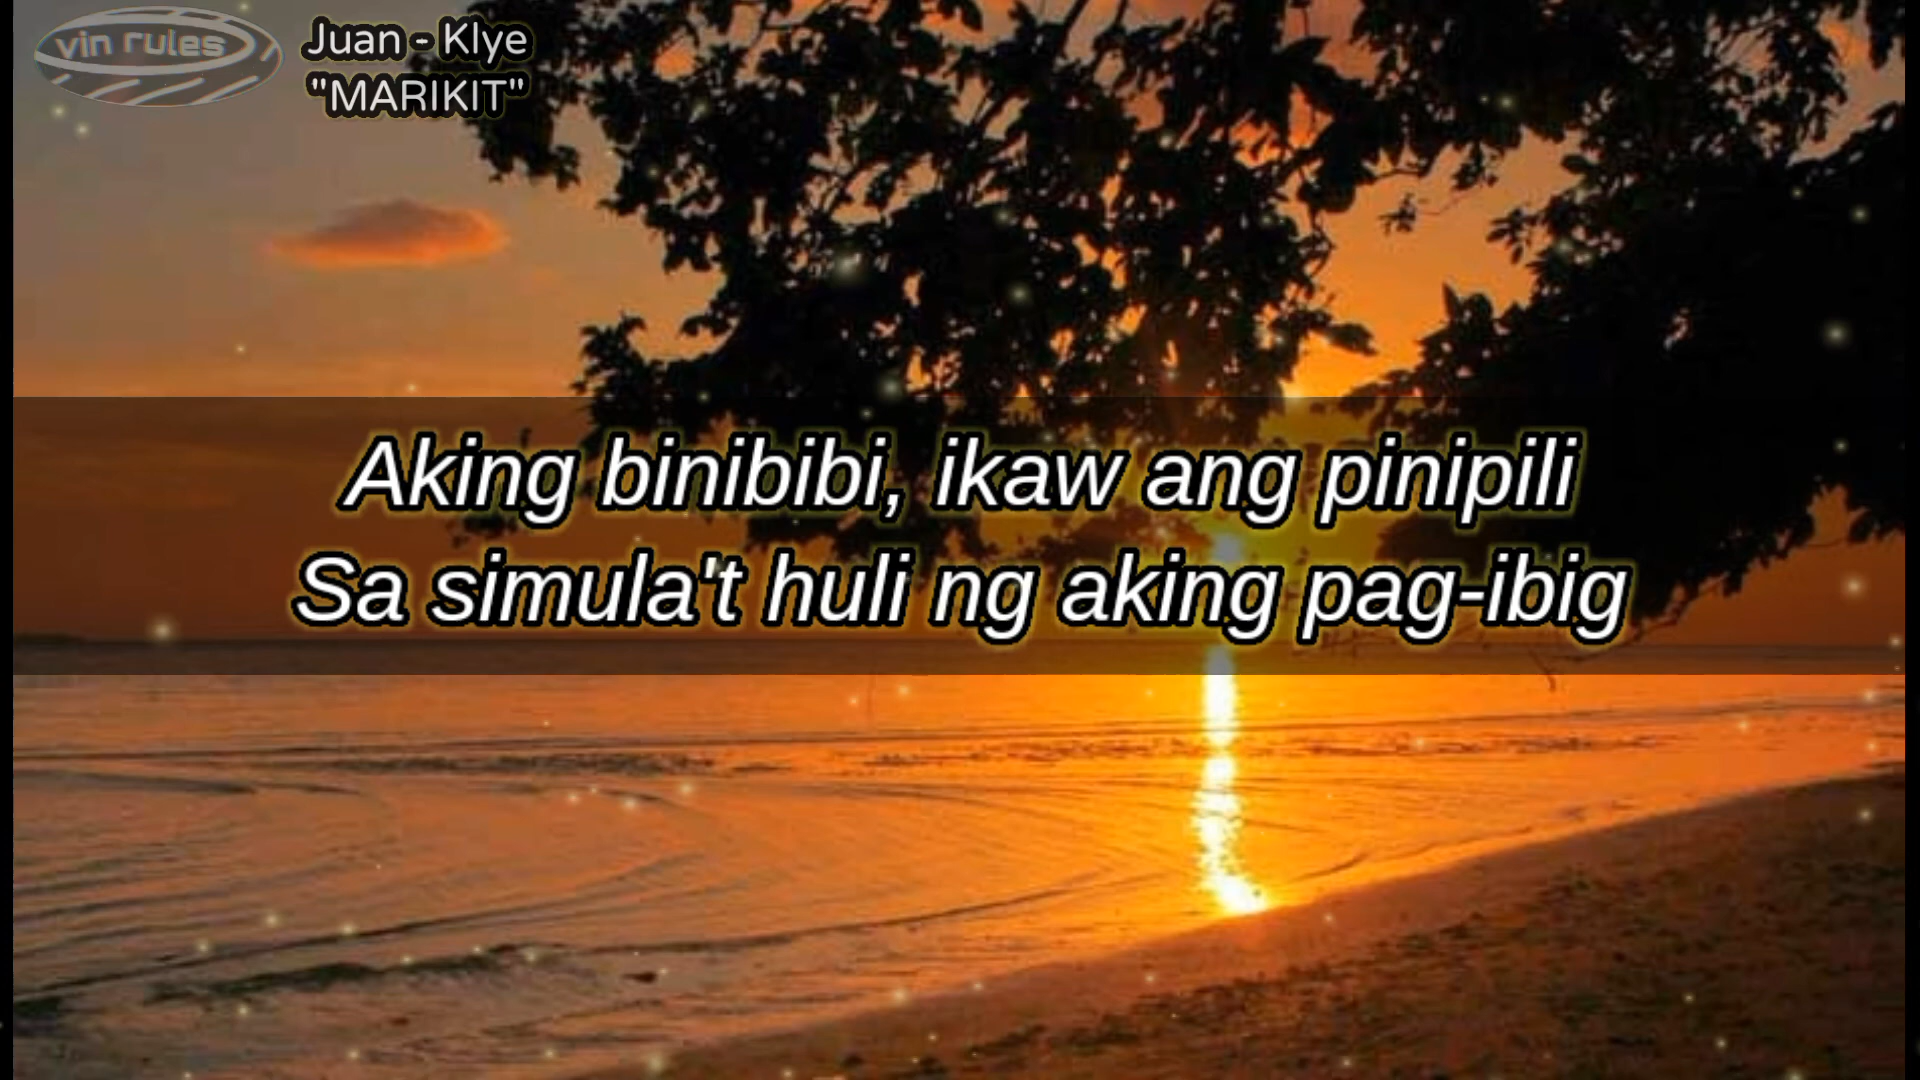 vin rules
Juan - Klye
"MARIKIT"
Aking binibibi, ikaw ang pinipili
Sa simula't huli ng aking pag-ibig